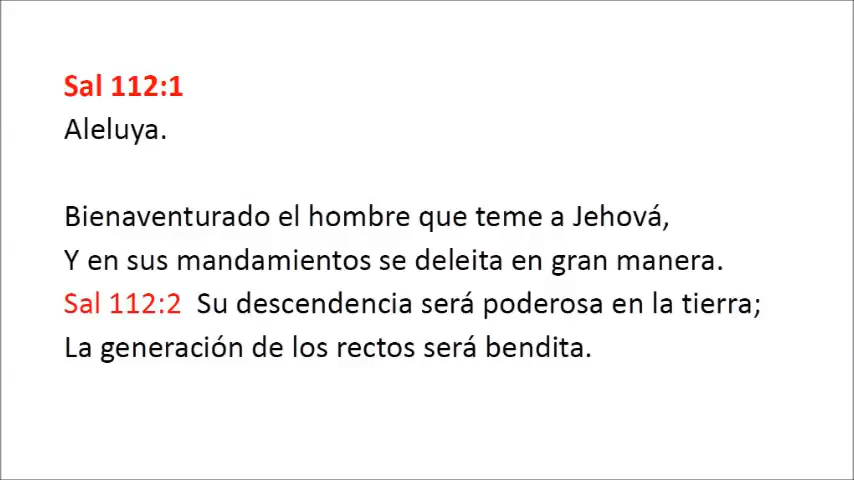 Sal 112:1
Aleluya.
Bienaventurado el hombre que teme a Jehová,
Y en sus mandamientos se deleita en gran manera.
Sal 112:2 Su descendencia será poderosa en la tierra;
La generación de los rectos será bendita.